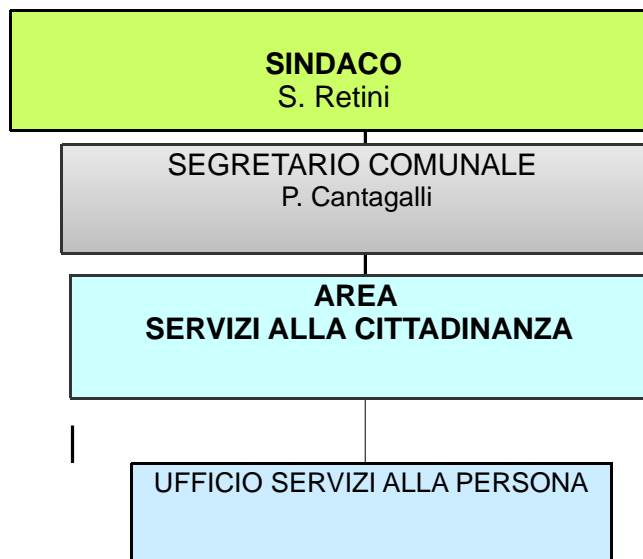 SINDACO
S. Retini
SEGRETARIO COMUNALE
P. Cantagalli
AREA
SERVIZI ALLA CITTADINANZA
UFFICIO SERVIZI ALLA PERSONA